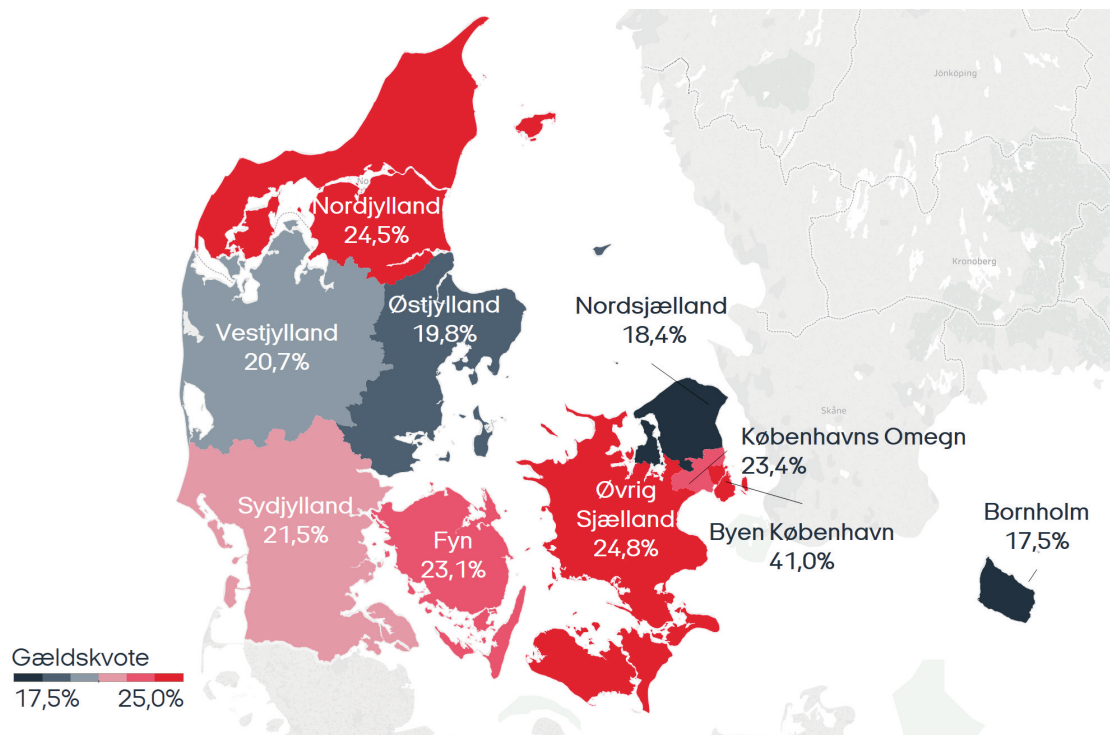 Jönköping
No
Nordjylland
24,5%
Kronoberg
Østjylland
19,8%
Nordsjælland
18,4%
Vestjylland
20,7%
Skåne
Københavns Omegn
23,4%
Øvrig
Sjælland
24,8%
Sydjylland
21,5%
Fyn
23,1%
Byen København
41,0%
Bornholm
17,5%
Gældskvote
17,5% 25,0%